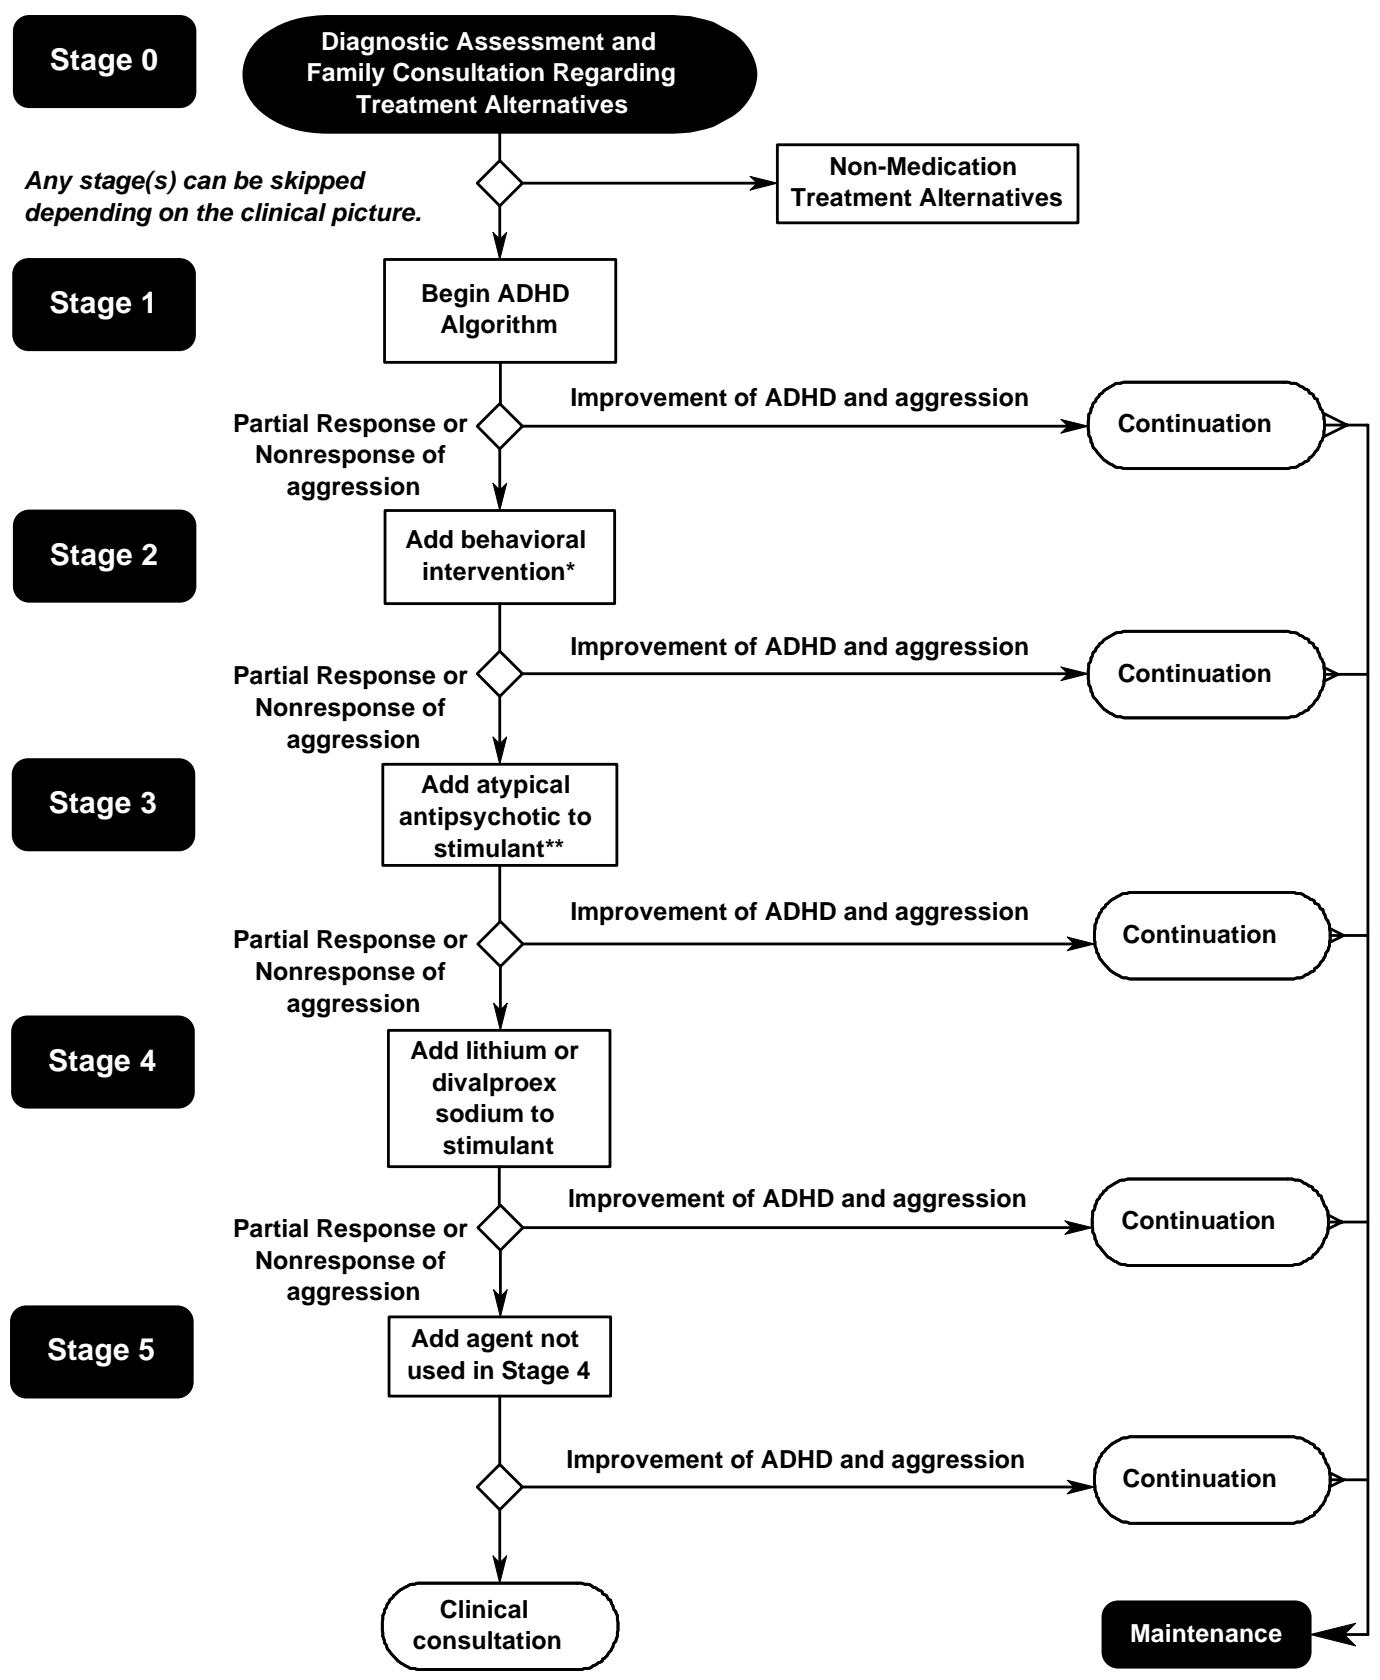 Stage 0
Diagnostic Assessment and
Family Consultation Regarding
Treatment Alternatives
Any stage(s) can be skipped
depending on the clinical picture.
Non-Medication
Treatment Alternatives
Stage 1
Begin ADHD
Algorithm
Improvement of ADHD and aggression
Continuation
Partial Response or
Nonresponse of
aggression
Stage 2
Add behavioral
intervention*
Improvement of ADHD and aggression
Continuation
Partial Response or
Nonresponse of
aggression
Stage 3
Add atypical
antipsychotic to
stimulant**
Improvement of ADHD and aggression
Continuation
Partial Response or
Nonresponse of
aggression
Stage 4
Add lithium or
divalproex
sodium to
stimulant
Improvement of ADHD and aggression
Continuation
Partial Response or
Nonresponse of
aggression
Stage 5
Add agent not
used in Stage 4
Improvement of ADHD and aggression
Continuation
Clinical
consultation
Maintenance